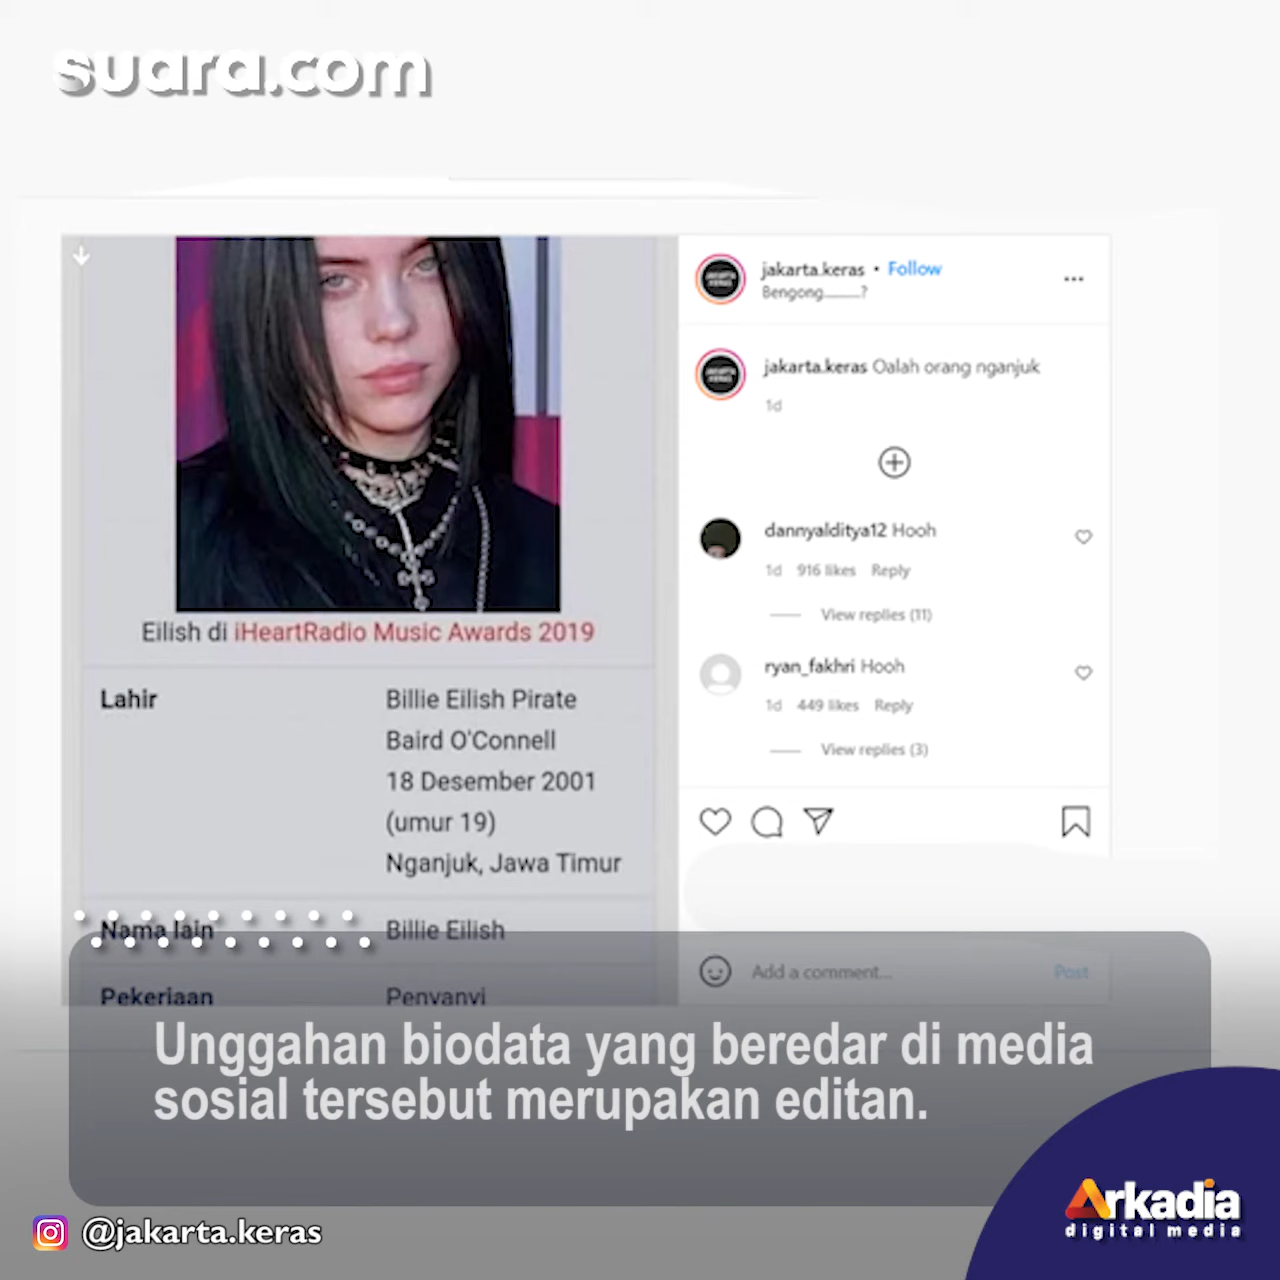 suara.com
jakarta.keras • Follow
Bengong.........?
jakarta.keras Oalah orang nganjuk
1d
dannyalditya12 Hooh
1d 916 likes Reply
View replies (11)
ryan_fakhri Hooh
1d 449 likes Reply
View replies (3)
Add a comment... Post
Eilish di iHeartRadio Music Awards 2019
Lahir Billie Eilish Pirate
Baird O'Connell
18 Desember 2001
(umur 19)
Nganjuk, Jawa Timur
Nama lain Billie Eilish
Pekerjaan Penyanyi
Unggahan biodata yang beredar di media
sosial tersebut merupakan editan.
@jakarta.keras
Arkadia
digital media